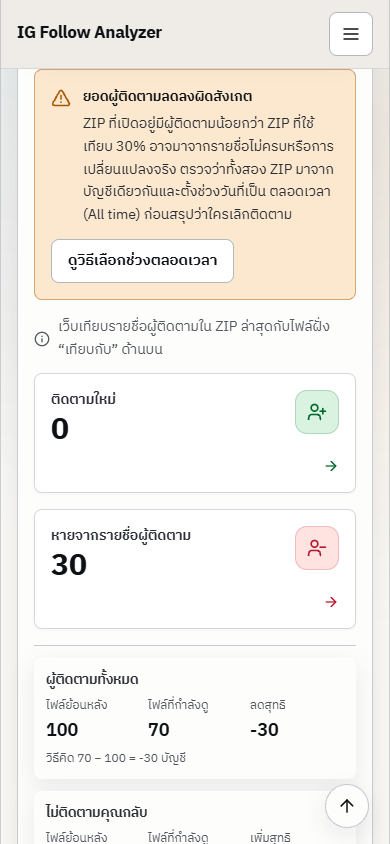 IG Follow Analyzer
ยอดผู้ติดตามลดลงผิดสังเกต
ZIP ที่เปิดอยู่มีผู้ติดตามน้อยกว่า ZIP ที่ใช้
เทียบ 30% อาจมาจากรายชื่อไม่ครบหรือการ
เปลี่ยนแปลงจริง ตรวจว่าทั้งสอง ZIP มาจาก
บัญชีเดียวกันและตั้งช่วงวันที่เป็น ตลอดเวลา
(All time) ก่อนสรุปว่าใครเลิกติดตาม
ดูวิธีเลือกช่วงตลอดเวลา
เว็บเทียบรายชื่อผู้ติดตามใน ZIP ล่าสุดกับไฟล์ฝั่ง
“เทียบกับ” ด้านบน
ติดตามใหม่
0
หายจากรายชื่อผู้ติดตาม
30
ผู้ติดตามทั้งหมด
ไฟล์ย้อนหลัง ไฟล์ที่กำลังดู ลดสุทธิ
100 70 -30
วิธีคิด 70 − 100 = -30 บัญชี
ไม่ติดตามคุณกลับ
ไฟล์ย้อนหลัง ไฟล์ที่กำลังดู เพิ่มสุทธิ